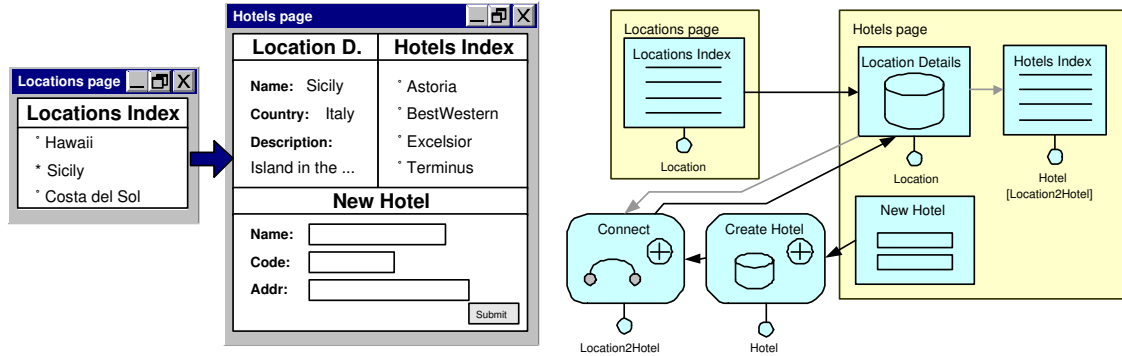 Locations page
Locations Index
° Hawaii
* Sicily
° Costa del Sol
Hotels page
Location D.
Name: Sicily
Country: Italy
Description:
Island in the ...
Hotels Index
° Astoria
° BestWestern
° Excelsior
° Terminus
New Hotel
Name:
Code:
Addr:
Submit
Locations page
Locations Index
Location
Hotels page
Location Details
Location
Hotels Index
Hotel
[Location2Hotel]
New Hotel
Connect
Location2Hotel
Create Hotel
Hotel